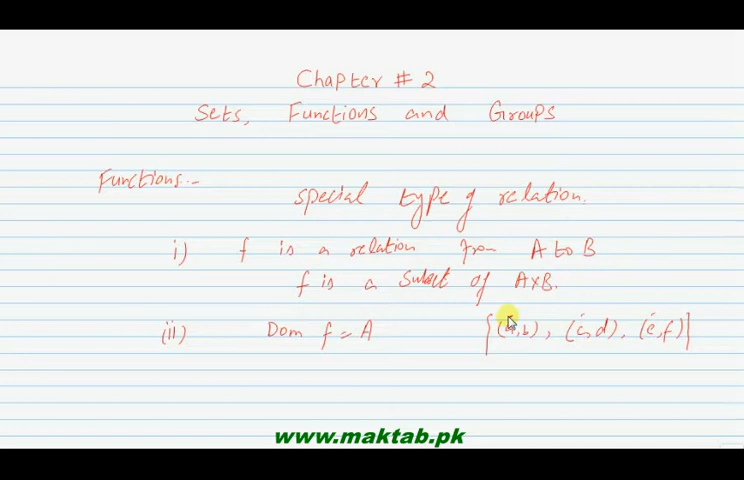 Chapter # 2
Sets, Functions and Groups
Functions:-
special type of relation.
i) f is a relation from A to B
f is a subset of A×B.
(ii) Dom f = A {(a,b), (c,d), (e,f)}
www.maktab.pk